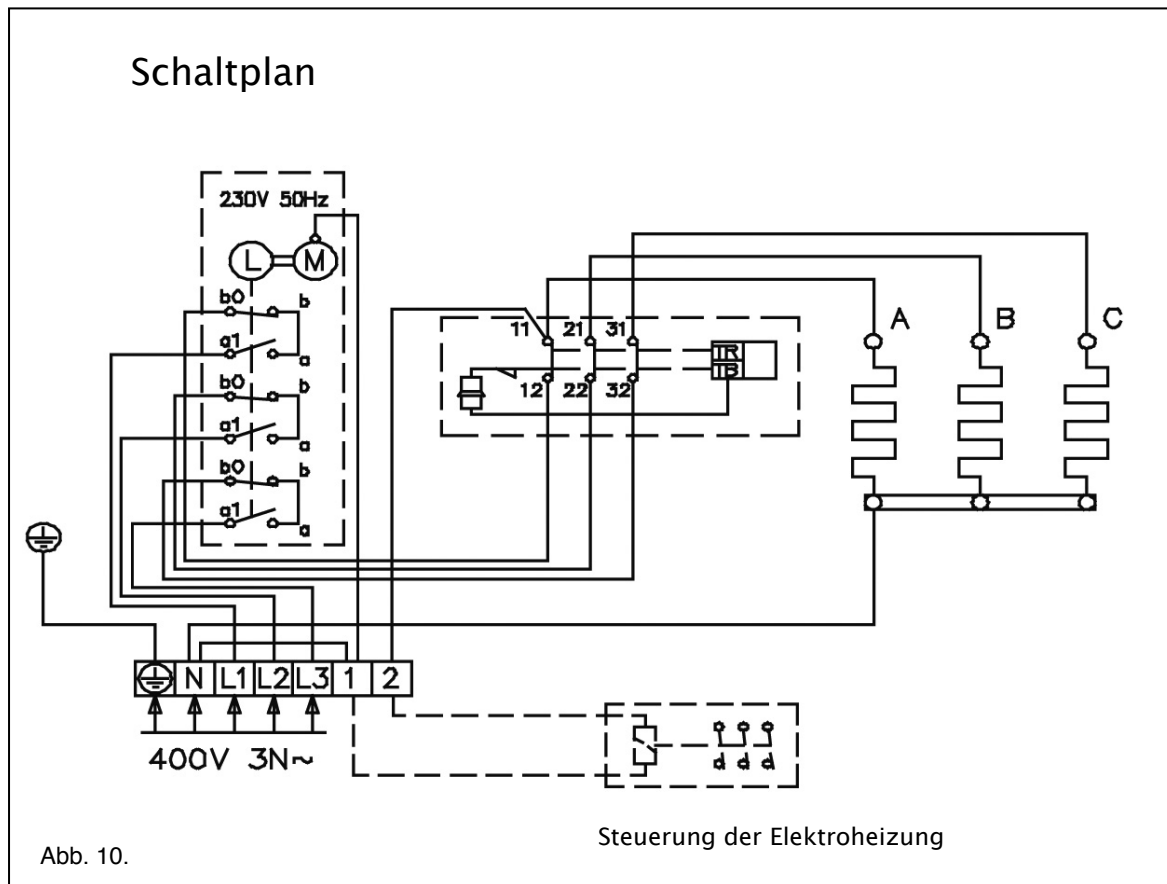 Schaltplan
230V 50Hz
L M
b0 b
a1 a
b0 b
a1 a
b0 b
a1 a
11 21 31
TR
TB
12 22 32
A B C
N L1 L2 L3 1 2
400V 3N~
Steuerung der Elektroheizung
Abb. 10.